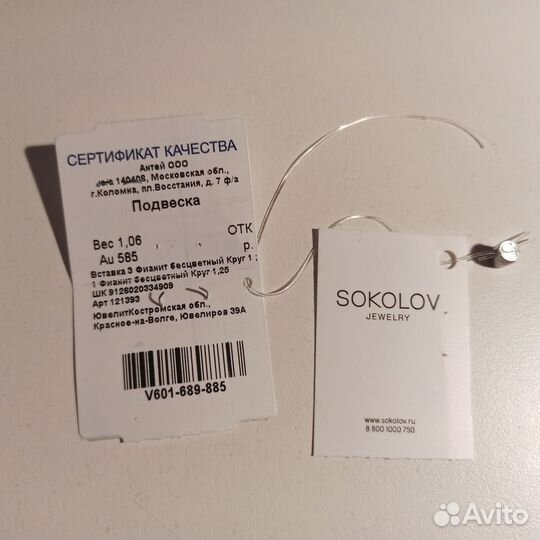 СЕРТИФИКАТ КАЧЕСТВА
Антей ООО
140408, Московская обл.,
г.Коломна, пл.Восстания, д. 7 ф/а
Подвеска
ОТК
Вес 1,06
р.
Au 585
Вставка 3 Фианит бесцветный Круг 1 ;
1 Фианит бесцветный Круг 1,25
ШК 9126020334909
Арт 121393
ЮвелитКостромская обл.,
Красное-на-Волге, Ювелиров 39А
V601-689-885
SOKOLOV
JEWELRY
www.sokolov.ru
8 800 1000 750
Avito